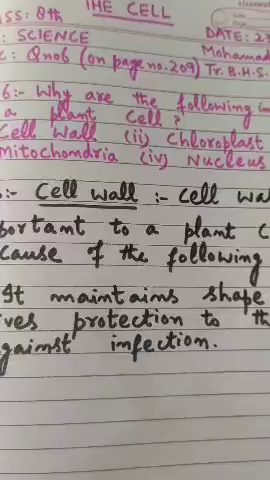 SS: 8th THE CELL
: SCIENCE DATE: 2
: Qno6 (on page no. 209) Mohamad
Tr. B.H.S.
6:- Why are the following in
a plant cell?
Cell Wall (ii) Chloroplast
Mitochondria (iv) Nucleus
:- Cell Wall :- Cell wa
portant to a plant c
cause of the following
It maintains shape
ves protection to th
gainst infection.